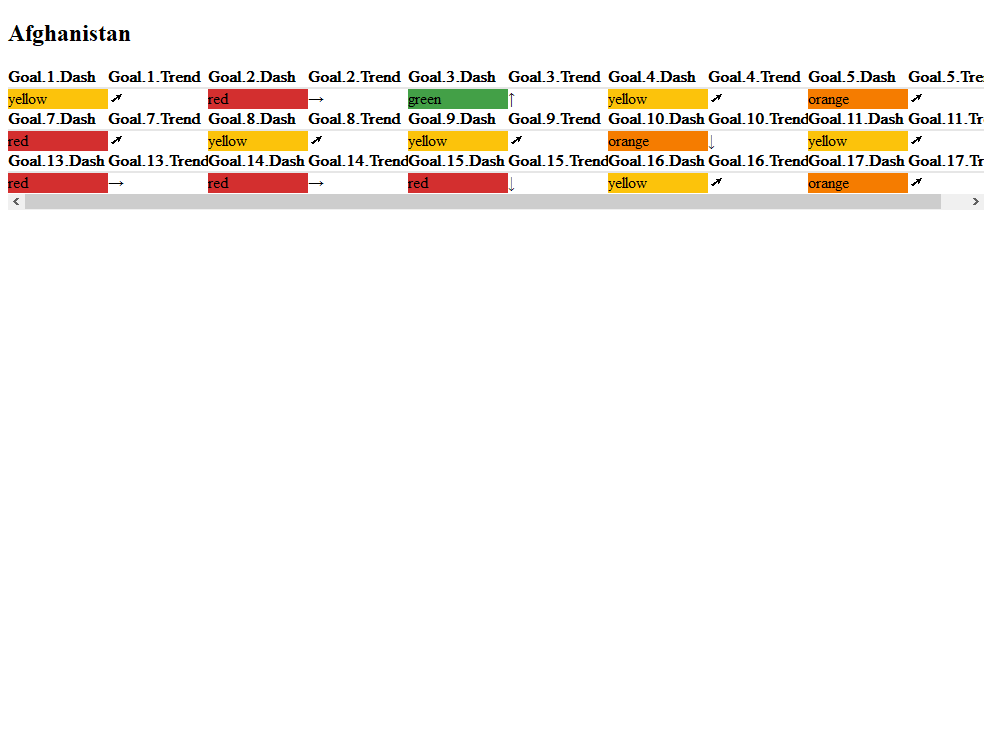 Afghanistan
Goal.1.Dash Goal.1.Trend Goal.2.Dash Goal.2.Trend Goal.3.Dash Goal.3.Trend Goal.4.Dash Goal.4.Trend Goal.5.Dash Goal.5.Tre
yellow ↗ red → green ↑ yellow ↗ orange ↗
Goal.7.Dash Goal.7.Trend Goal.8.Dash Goal.8.Trend Goal.9.Dash Goal.9.Trend Goal.10.Dash Goal.10.Trend Goal.11.Dash Goal.11.Tr
red ↗ yellow ↗ yellow ↗ orange ↓ yellow ↗
Goal.13.Dash Goal.13.Trend Goal.14.Dash Goal.14.Trend Goal.15.Dash Goal.15.Trend Goal.16.Dash Goal.16.Trend Goal.17.Dash Goal.17.Tr
red → red → red ↓ yellow ↗ orange ↗